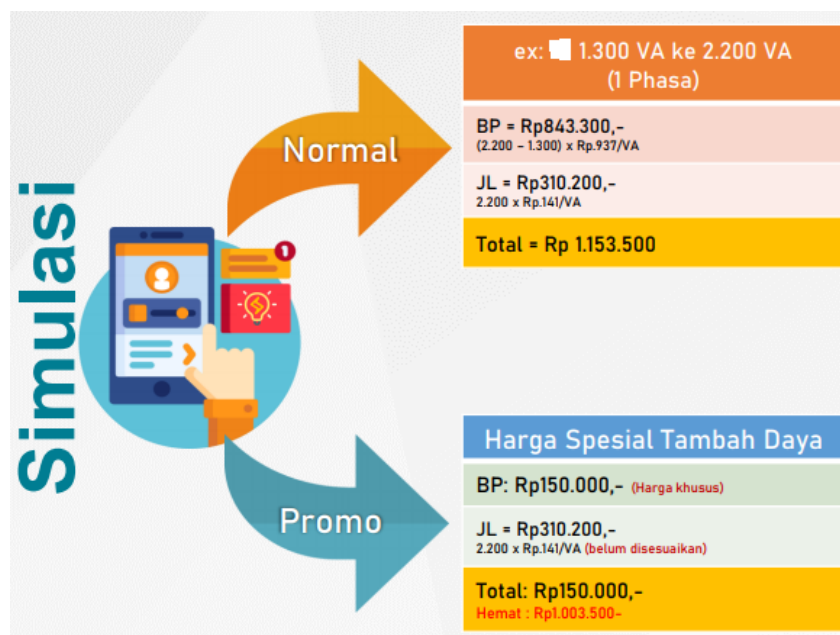 Simulasi
Normal
ex: 1.300 VA ke 2.200 VA
(1 Phasa)
BP = Rp843.300,-
(2.200 – 1.300) x Rp.937/VA
JL = Rp310.200,-
2.200 x Rp.141/VA
Total = Rp 1.153.500
1
Promo
Harga Spesial Tambah Daya
BP: Rp150.000,- (Harga khusus)
JL = Rp310.200,-
2.200 x Rp.141/VA (belum disesuaikan)
Total: Rp150.000,-
Hemat : Rp1.003.500-